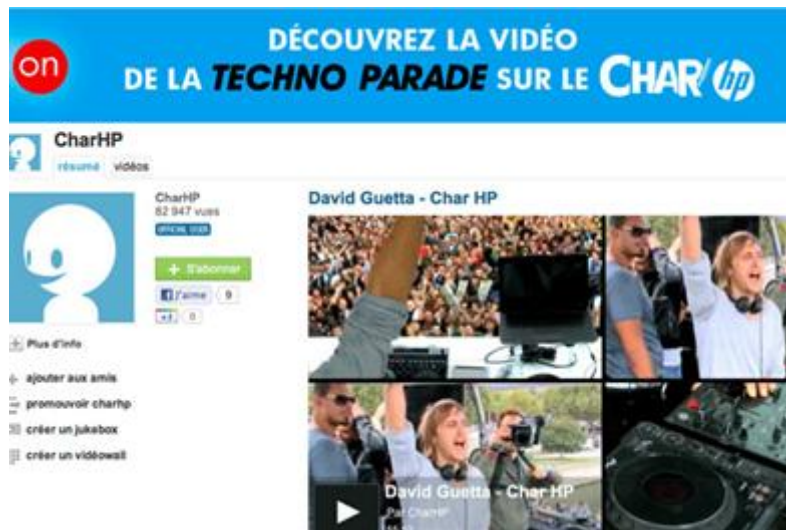 on
DÉCOUVREZ LA VIDÉO
DE LA TECHNO PARADE SUR LE CHAR/hp
CharHP
résumé vidéos
CharHP
82 947 vues
OFFICIAL USER
+ S'abonner
J'aime 9
+1 0
David Guetta - Char HP
+ Plus d'info
ajouter aux amis
promouvoir charhp
créer un jukebox
créer un vidéowall
David Guetta - Char HP
Par CharHP